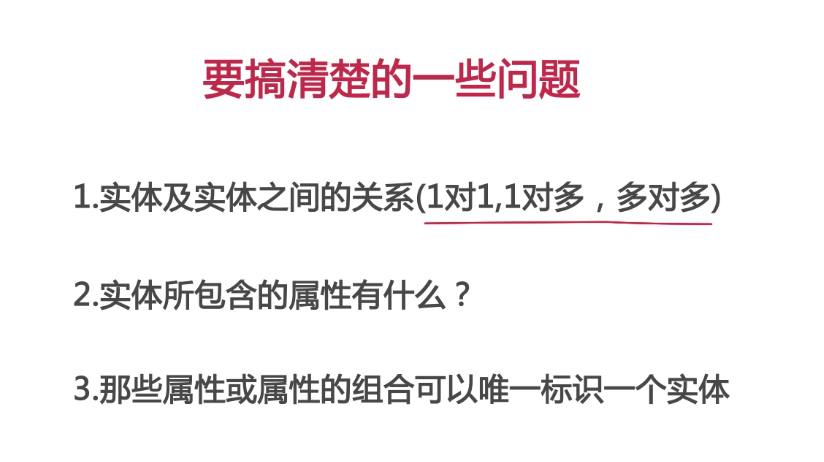 要搞清楚的一些问题
1.实体及实体之间的关系(1对1,1对多，多对多)
2.实体所包含的属性有什么？
3.那些属性或属性的组合可以唯一标识一个实体